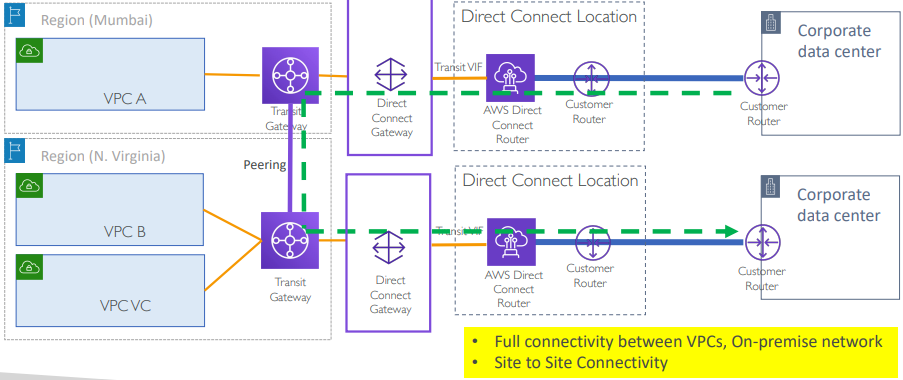 Region (Mumbai)
VPC A
Transit
Gateway
Direct
Connect
Gateway
Transit VIF
Direct Connect Location
AWS Direct
Connect
Router
Customer
Router
Corporate
data center
Customer
Router
Region (N. Virginia)
Peering
VPC B
VPC VC
Transit
Gateway
Direct
Connect
Gateway
Transit VIF
Direct Connect Location
AWS Direct
Connect
Router
Customer
Router
Corporate
data center
Customer
Router
• Full connectivity between VPCs, On-premise network
• Site to Site Connectivity